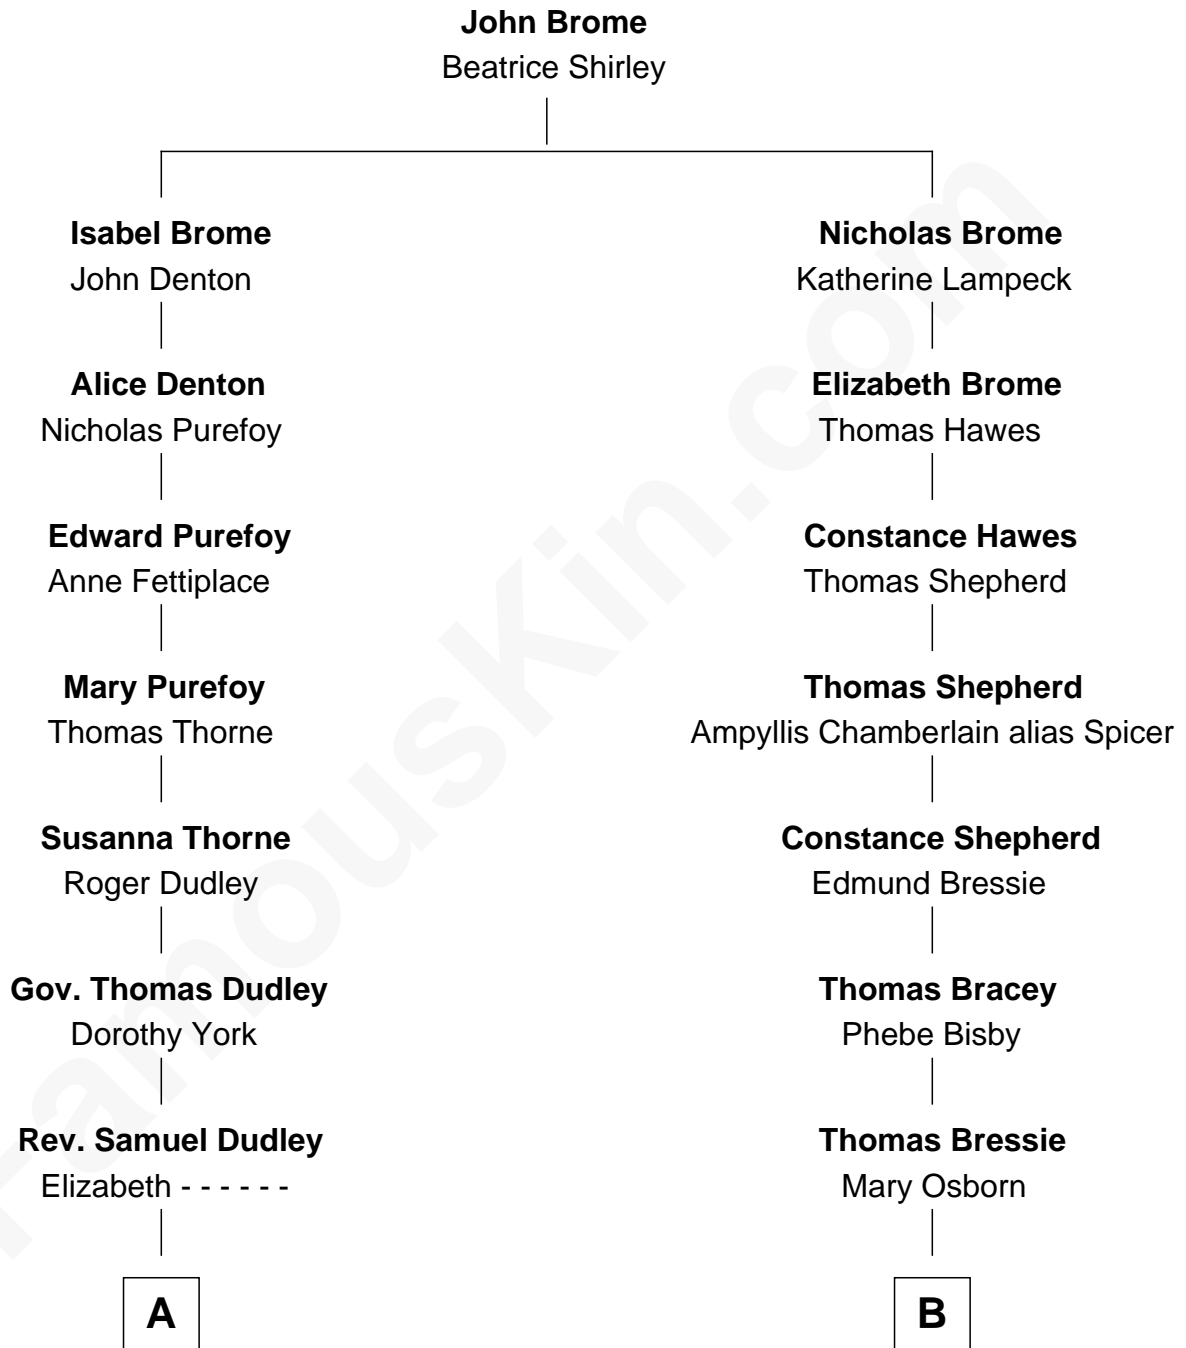 John Brome
Beatrice Shirley
Isabel Brome
John Denton
Nicholas Brome
Katherine Lampeck
Alice Denton
Nicholas Purefoy
Elizabeth Brome
Thomas Hawes
Edward Purefoy
Anne Fettiplace
Constance Hawes
Thomas Shepherd
Mary Purefoy
Thomas Thorne
Thomas Shepherd
Ampyllis Chamberlain alias Spicer
Susanna Thorne
Roger Dudley
Constance Shepherd
Edmund Bressie
Gov. Thomas Dudley
Dorothy York
Thomas Bracey
Phebe Bisby
Rev. Samuel Dudley
Elizabeth - - - - - -
Thomas Bressie
Mary Osborn
A
B
FamousKin.com